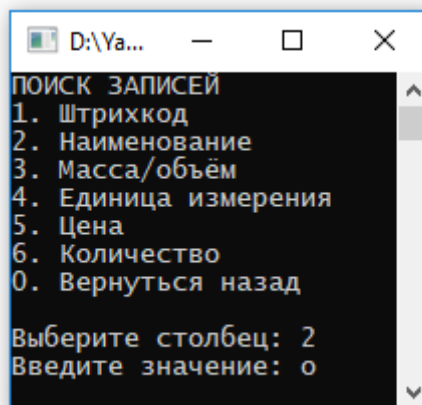 D:\Ya...
ПОИСК ЗАПИСЕЙ
1. Штрихкод
2. Наименование
3. Масса/объём
4. Единица измерения
5. Цена
6. Количество
0. Вернуться назад
Выберите столбец: 2
Введите значение: о